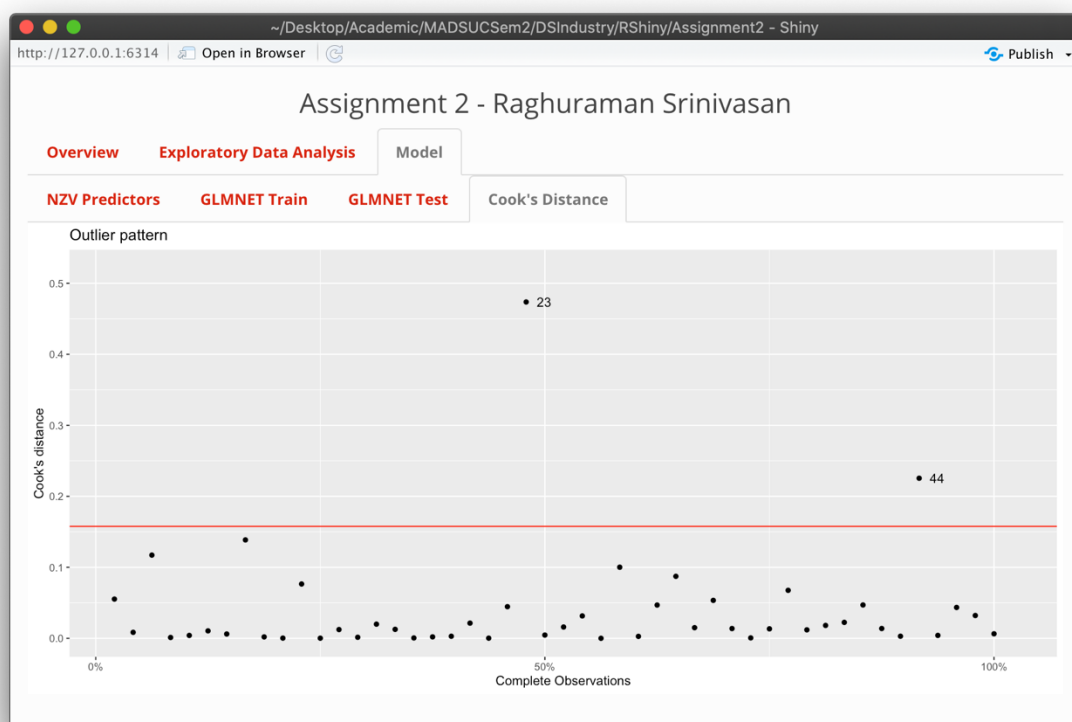 ~/Desktop/Academic/MADSUCSem2/DSIndustry/RShiny/Assignment2 - Shiny
http://127.0.0.1:6314 Open in Browser Publish
Assignment 2 - Raghuraman Srinivasan
Overview Exploratory Data Analysis Model
NZV Predictors GLMNET Train GLMNET Test Cook's Distance
Outlier pattern
0.5
23
0.4
0.3
Cook's distance
44
0.2
0.1
0.0
0% 50% 100%
Complete Observations